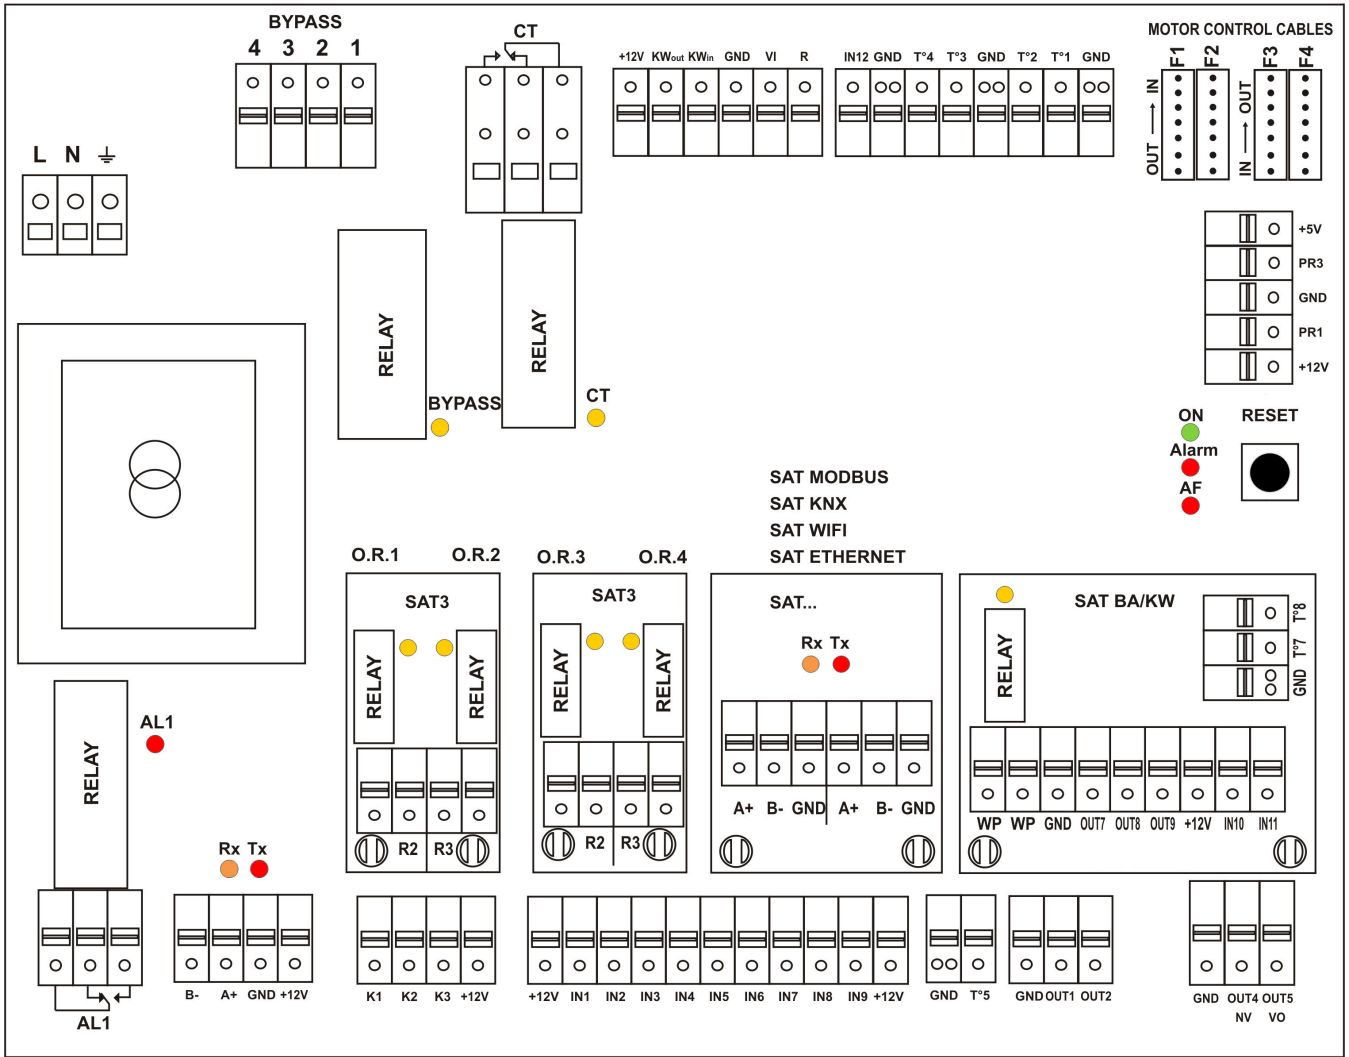 BYPASS
4 3 2 1
CT
+12V KWout KWin GND VI R
IN12 GND T°4 T°3 GND T°2 T°1 GND
MOTOR CONTROL CABLES
F1 F2 F3 F4
OUT → IN
IN → OUT
L N
+5V
PR3
GND
PR1
+12V
RELAY
BYPASS
RELAY
CT
ON
Alarm
AF
RESET
SAT MODBUS
SAT KNX
SAT WIFI
SAT ETHERNET
O.R.1 O.R.2
SAT3
RELAY RELAY
R2 R3
O.R.3 O.R.4
SAT3
RELAY RELAY
R2 R3
SAT...
Rx Tx
A+ B- GND A+ B- GND
SAT BA/KW
RELAY
T°8
T°7
GND
WP WP GND OUT7 OUT8 OUT9 +12V IN10 IN11
RELAY
AL1
AL1
Rx Tx
B- A+ GND +12V
K1 K2 K3 +12V
+12V IN1 IN2 IN3 IN4 IN5 IN6 IN7 IN8 IN9 +12V
GND T°5
GND OUT1 OUT2
GND OUT4 OUT5
NV VO